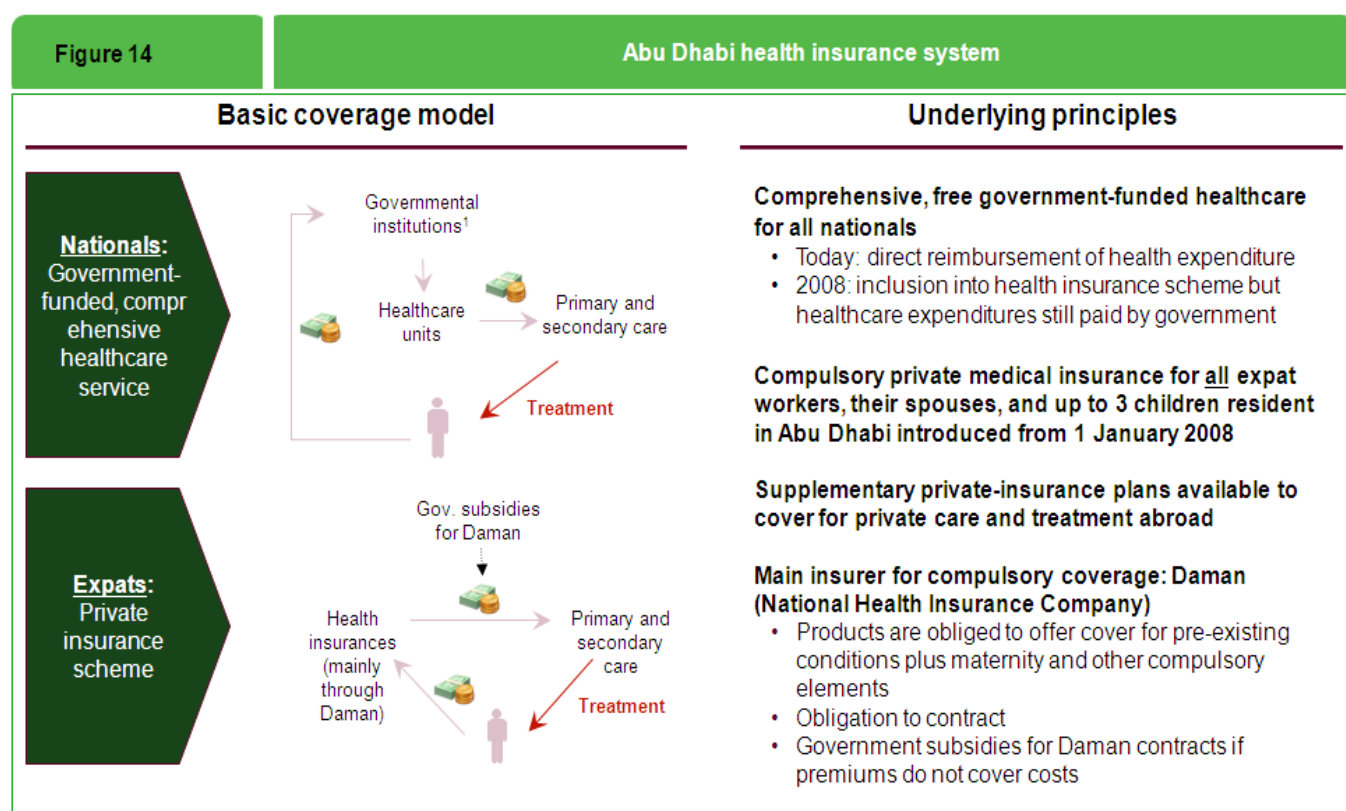 Figure 14
Abu Dhabi health insurance system
Basic coverage model
Nationals:
Government-
funded, compr
ehensive
healthcare
service
Governmental
institutions¹
Healthcare
units
Primary and
secondary care
Treatment
Expats:
Private
insurance
scheme
Gov. subsidies
for Daman
Health
insurances
(mainly
through
Daman)
Primary and
secondary
care
Treatment
Underlying principles
Comprehensive, free government-funded healthcare
for all nationals
• Today: direct reimbursement of health expenditure
• 2008: inclusion into health insurance scheme but
healthcare expenditures still paid by government
Compulsory private medical insurance for all expat
workers, their spouses, and up to 3 children resident
in Abu Dhabi introduced from 1 January 2008
Supplementary private-insurance plans available to
cover for private care and treatment abroad
Main insurer for compulsory coverage: Daman
(National Health Insurance Company)
• Products are obliged to offer cover for pre-existing
conditions plus maternity and other compulsory
elements
• Obligation to contract
• Government subsidies for Daman contracts if
premiums do not cover costs